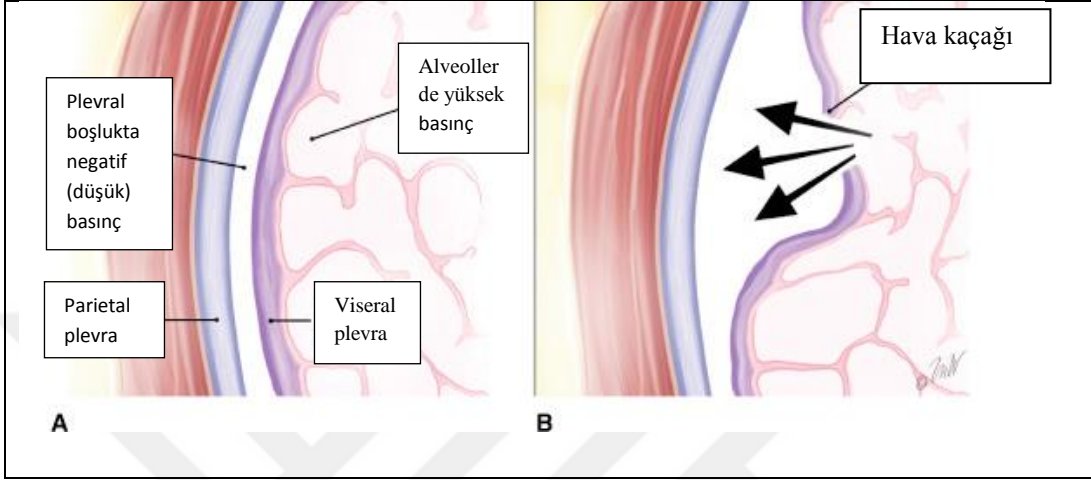 Plevral
boşlukta
negatif
(düşük)
basınç
Alveoller
de yüksek
basınç
Parietal
plevra
Viseral
plevra
A
Hava kaçağı
B